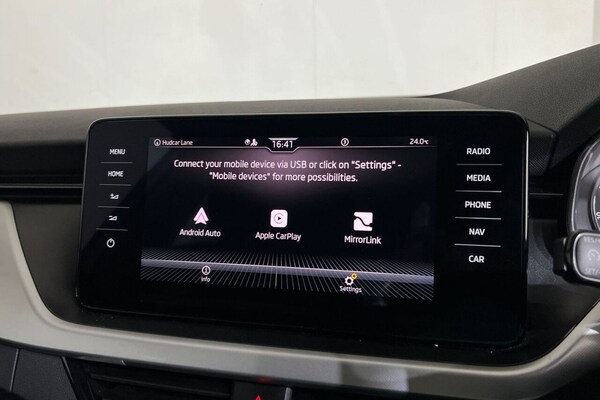 Hudcar Lane
16:41
24.0°C
MENU
HOME
Connect your mobile device via USB or click on "Settings" -
"Mobile devices" for more possibilities.
Android Auto
Apple CarPlay
MirrorLink
Info
Settings
RADIO
MEDIA
PHONE
NAV
CAR